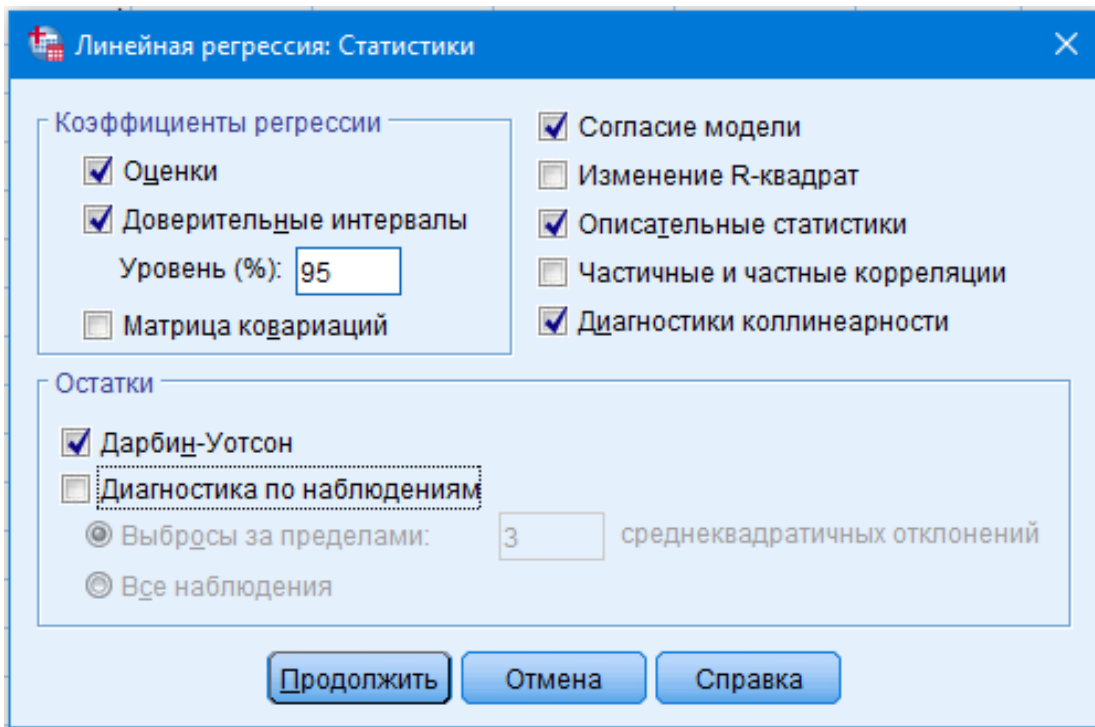 Линейная регрессия: Статистики
Коэффициенты регрессии
Оценки
Доверительные интервалы
Уровень (%): 95
Матрица ковариаций
Согласие модели
Изменение R-квадрат
Описательные статистики
Частичные и частные корреляции
Диагностики коллинеарности
Остатки
Дарбин-Уотсон
Диагностика по наблюдениям
Выбросы за пределами: 3 среднеквадратичных отклонений
Все наблюдения
Продолжить Отмена Справка